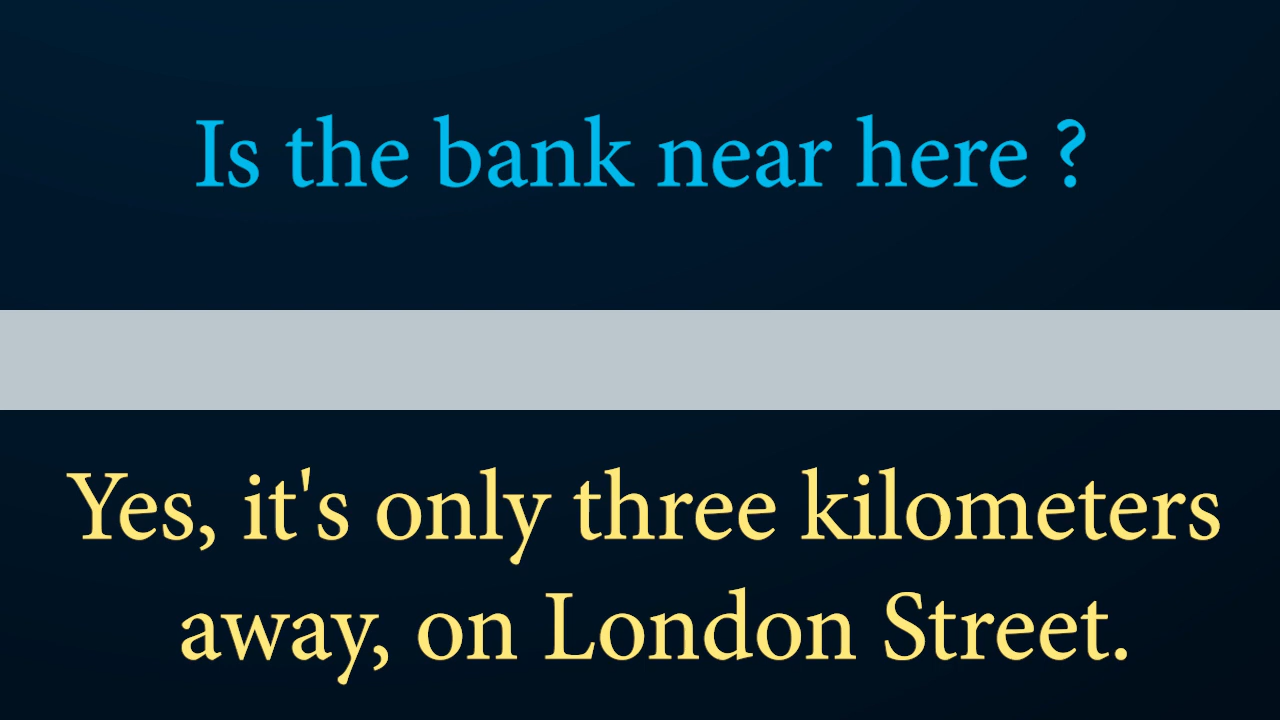 Is the bank near here ?
Yes, it's only three kilometers
away, on London Street.